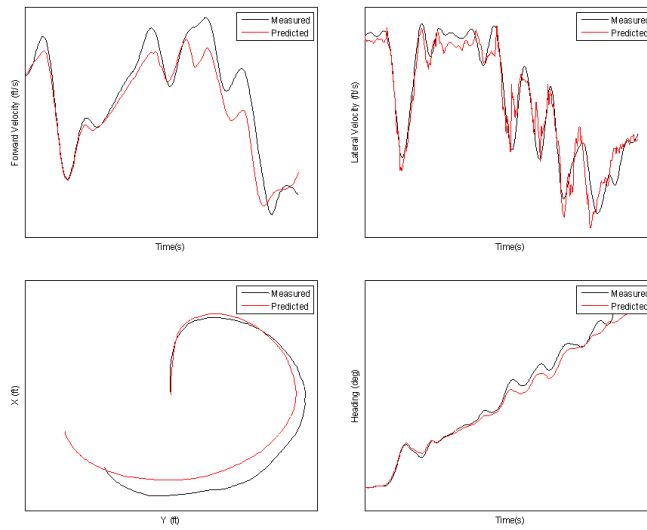 Measured
Predicted
Forward Velocity (ft/s)
Time(s)
Measured
Predicted
Lateral Velocity (ft/s)
Time(s)
Measured
Predicted
X (ft)
Y (ft)
Measured
Predicted
Heading (deg)
Time(s)